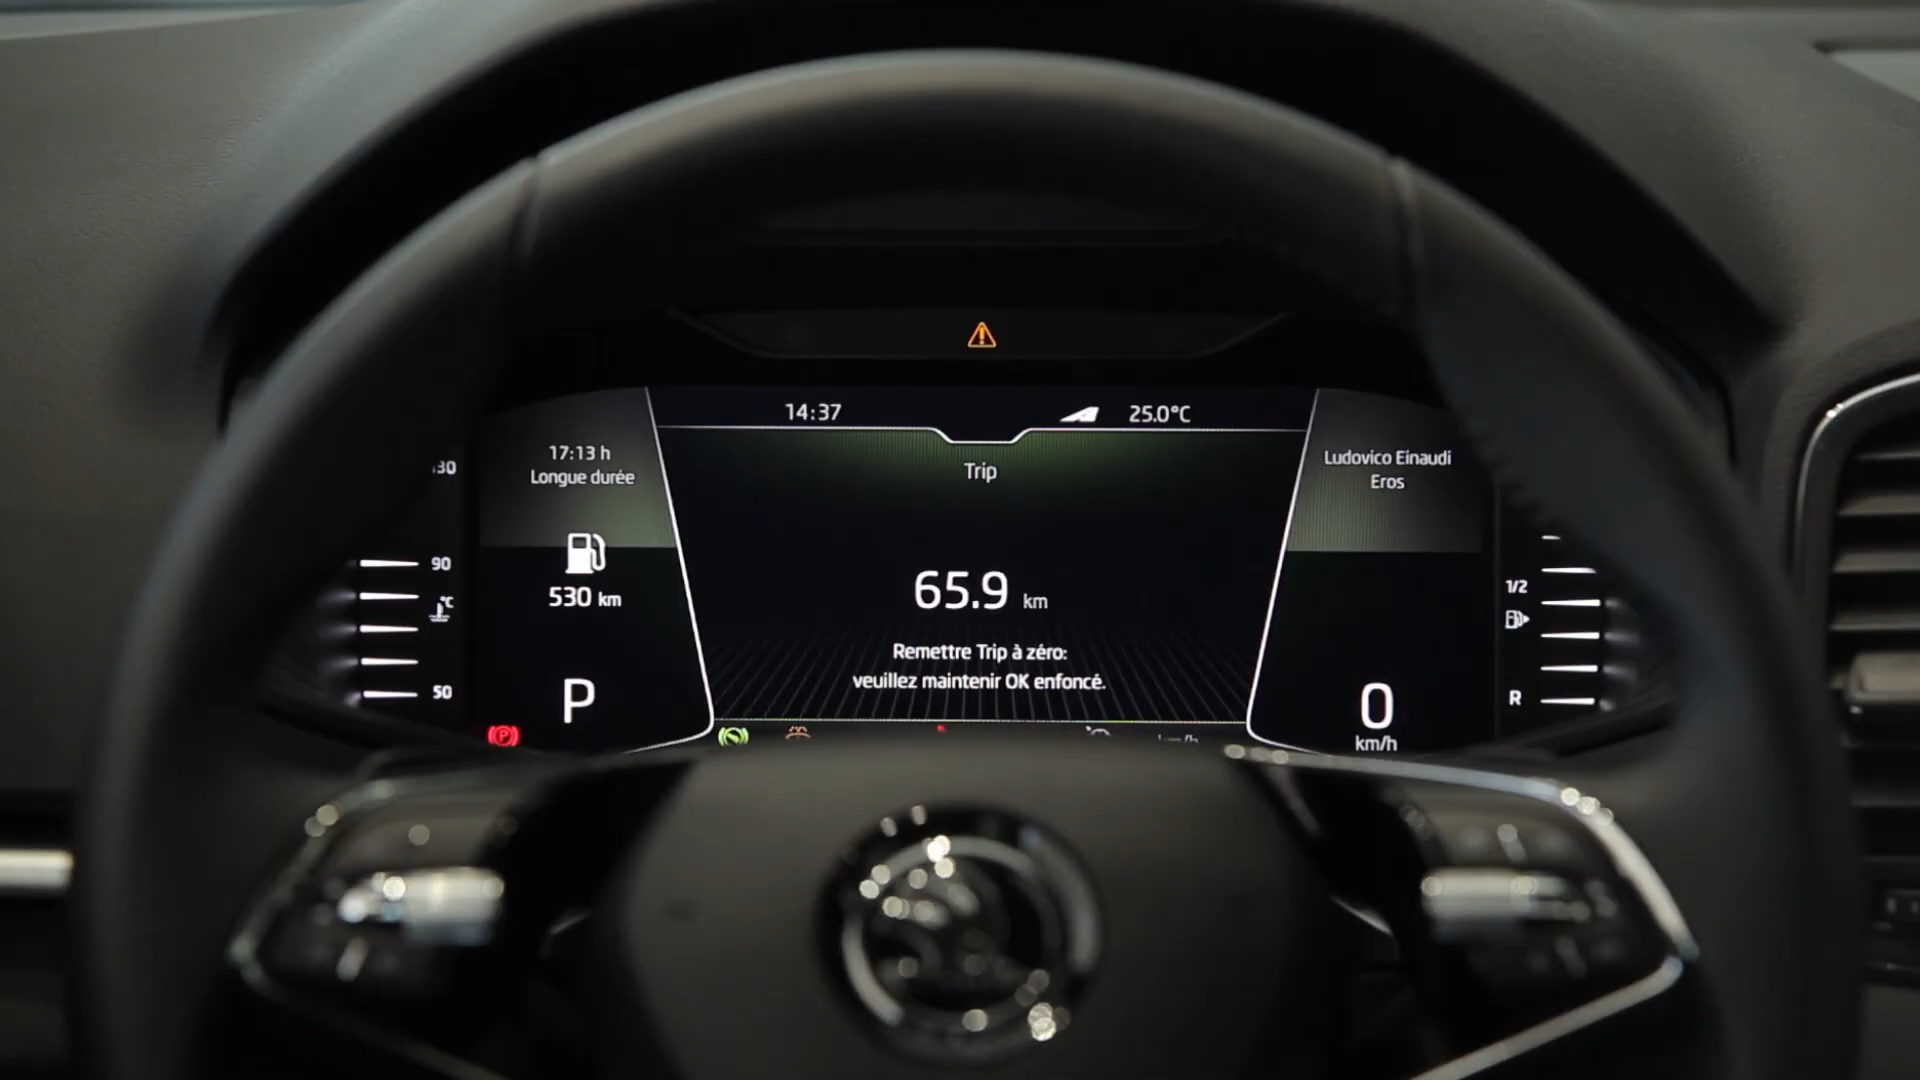 14:37
25.0°C
17:13 h
Longue durée
530 km
P
90
°C
50
Trip
65.9 km
Remettre Trip à zéro:
veuillez maintenir OK enfoncé.
Ludovico Einaudi
Eros
0
km/h
1/2
R